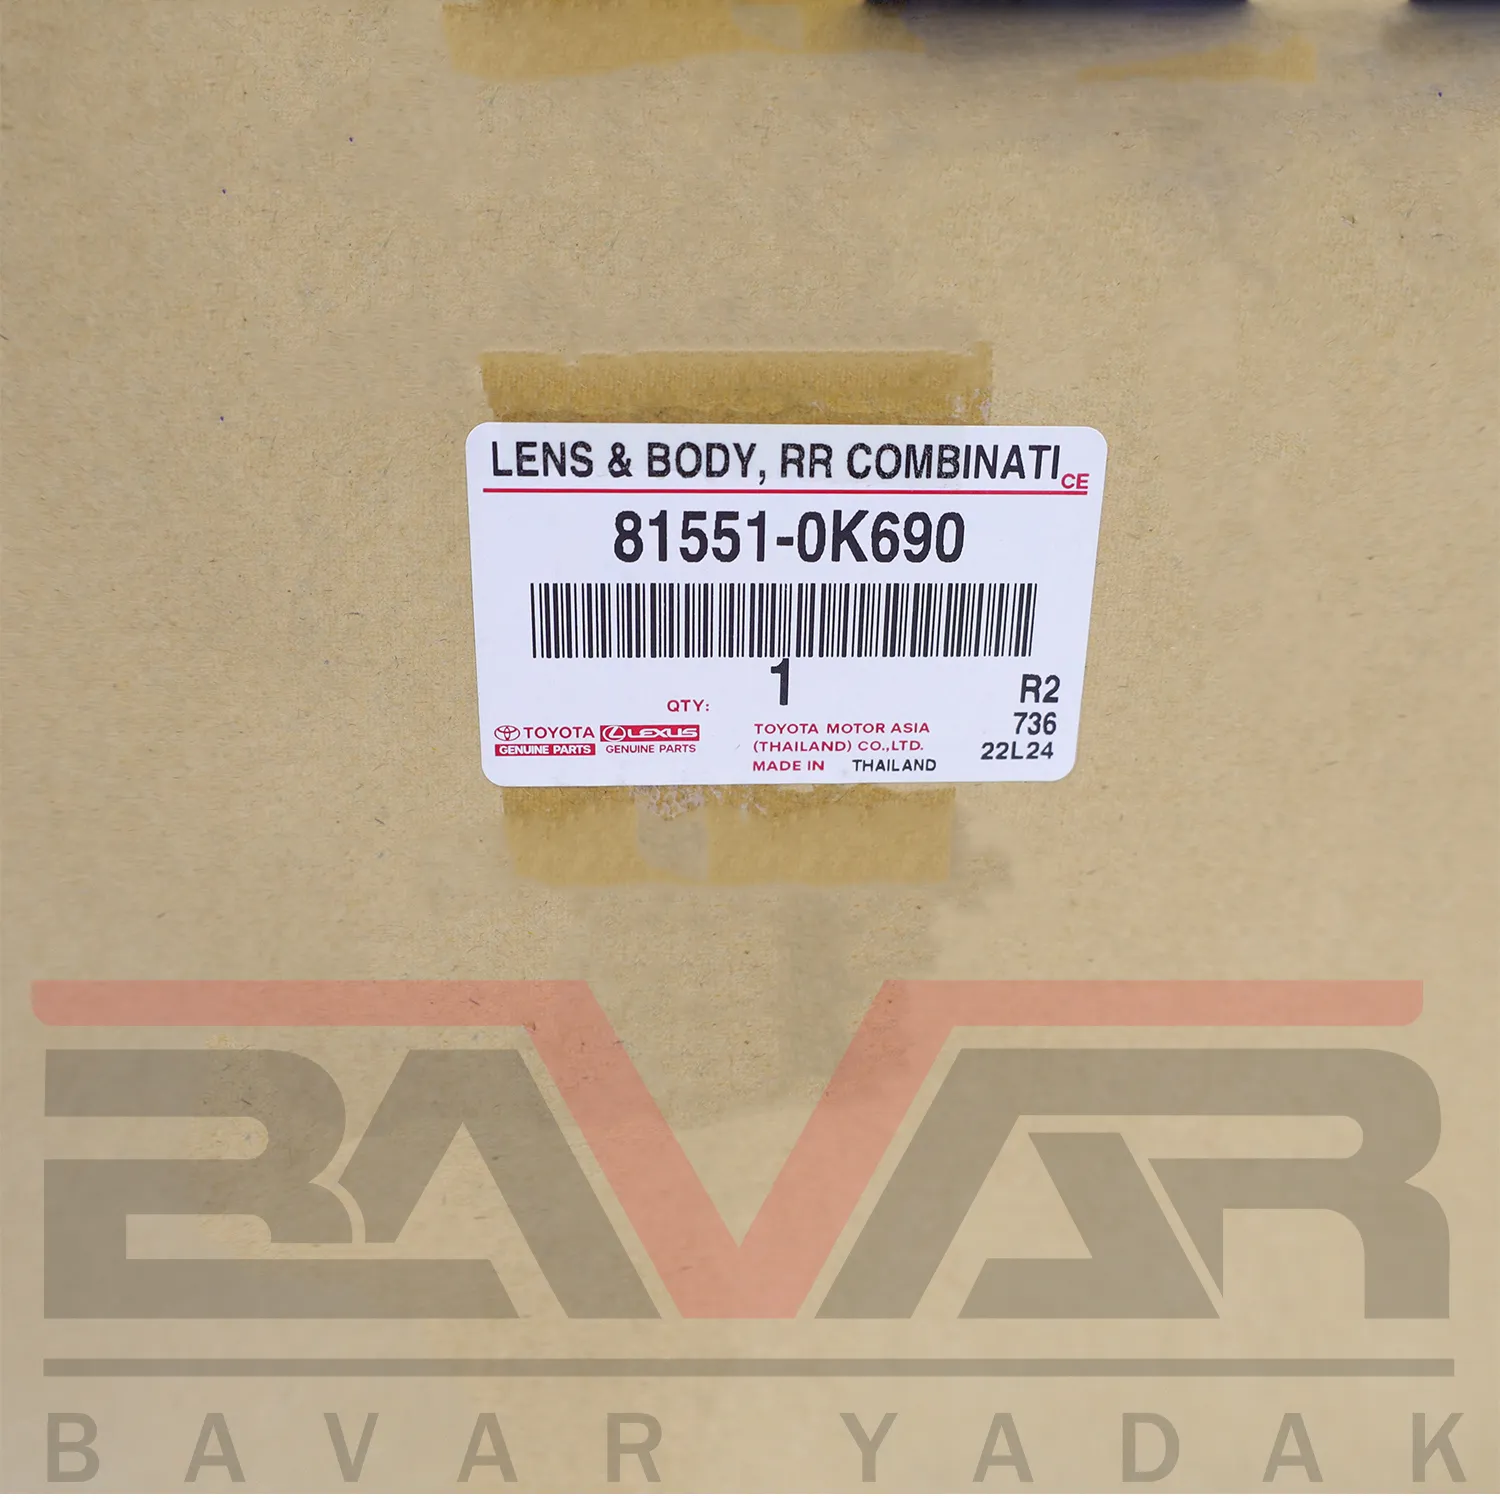 LENS & BODY, RR COMBINATI
CE
81551-0K690
1
QTY:
R2
736
22L24
TOYOTA
GENUINE PARTS
LEXUS
GENUINE PARTS
TOYOTA MOTOR ASIA
(THAILAND) CO.,LTD.
MADE IN THAILAND
BAVAR
BAVAR YADAK